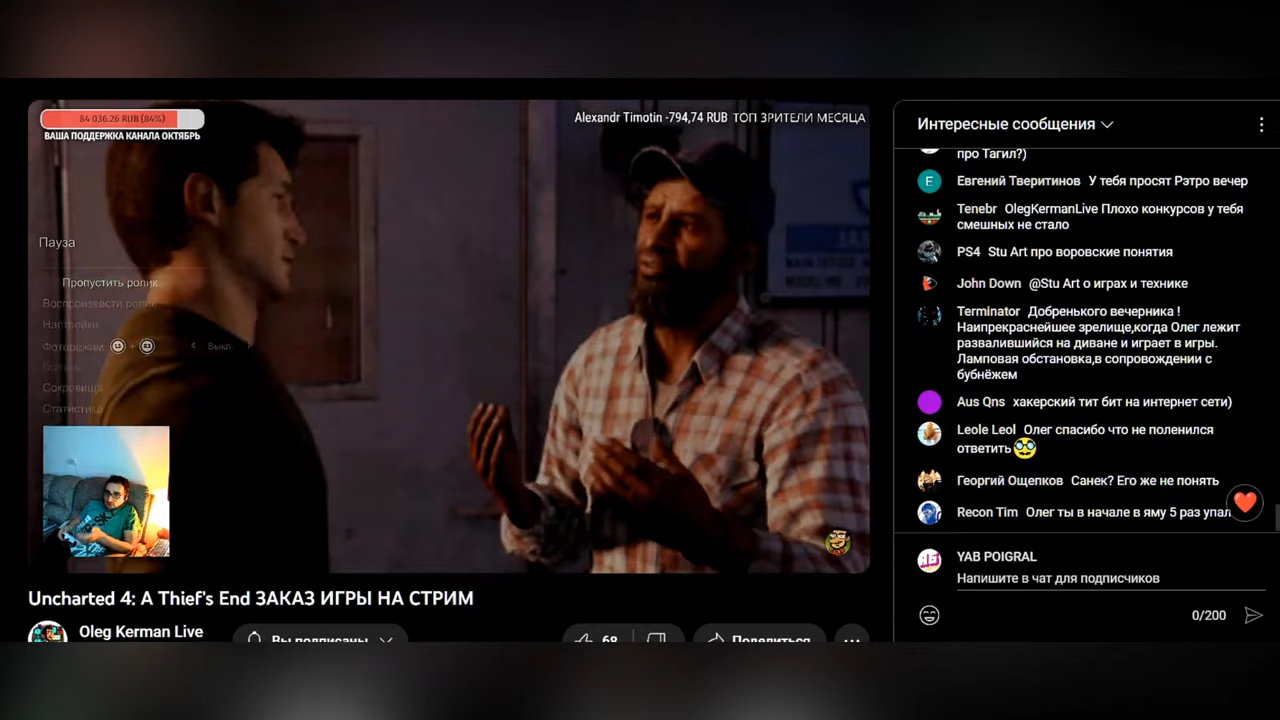 84 036.26 RUB (84%)
ВАША ПОДДЕРЖКА КАНАЛА ОКТЯБРЬ
Alexandr Timotin -794,74 RUB ТОП ЗРИТЕЛИ МЕСЯЦА
Пауза
Пропустить ролик
Воспроизвести ролик
Настройки
Фоторежим
+
Выкл.
Сокровища
Статистика
Uncharted 4: A Thief's End ЗАКАЗ ИГРЫ НА СТРИМ
Oleg Kerman Live
Вы подписаны
68
Поделиться
Интересные сообщения
про Тагил?)
Е
Евгений Тверитинов У тебя просят Рэтро вечер
Tenebr OlegKermanLive Плохо конкурсов у тебя
смешных не стало
PS4 Stu Art про воровские понятия
John Down @Stu Art о играх и технике
Terminator Добренького вечерника !
Наипрекраснейшее зрелище,когда Олег лежит
развалившийся на диване и играет в игры.
Ламповая обстановка,в сопровождении с
бубнёжем
Aus Qns хакерский тит бит на интернет сети)
Leole Leol Олег спасибо что не поленился
ответить
Георгий Ощепков Санек? Его же не понять
Recon Tim Олег ты в начале в яму 5 раз упал
YAB POIGRAL
Напишите в чат для подписчиков
0/200